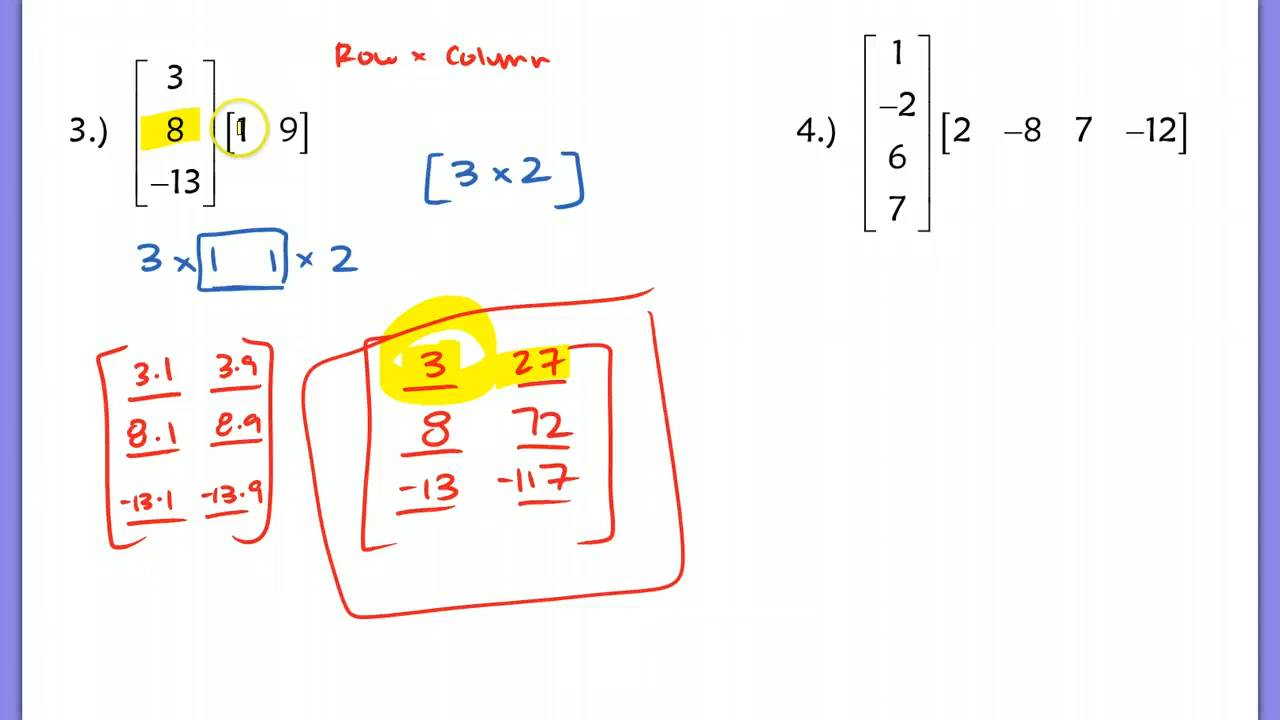 Row × Column
3.) [3 8 −13] [1 9]
[3 × 2]
3 × 1 1 × 2
3·1 3·9
8·1 8·9
-13·1 -13·9
3 27
8 72
-13 -117
4.) [1 −2 6 7] [2 −8 7 −12]